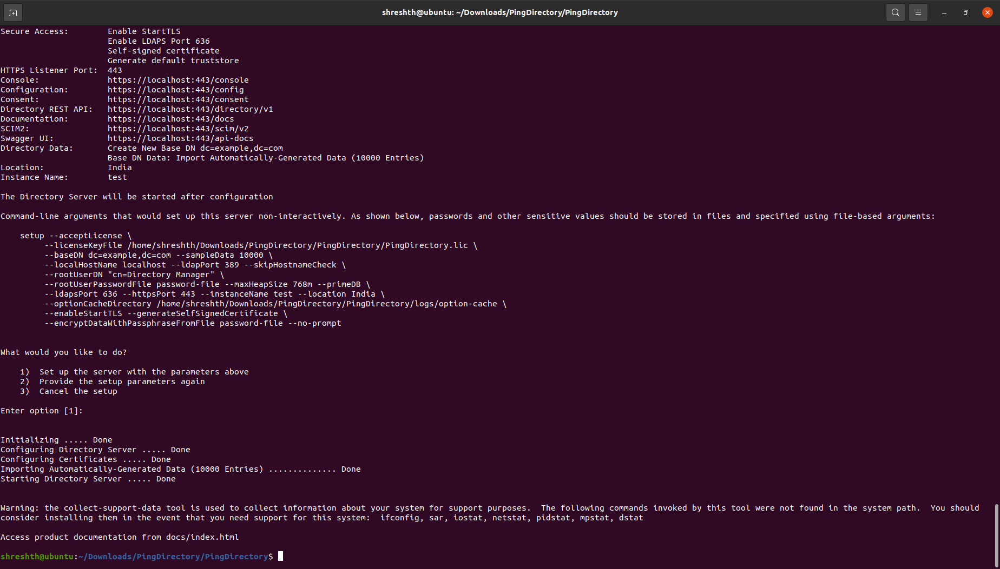 shreshth@ubuntu: ~/Downloads/PingDirectory/PingDirectory
Secure Access:        Enable StartTLS
                      Enable LDAPS Port 636
                      Self-signed certificate
                      Generate default truststore
HTTPS Listener Port:  443
Console:              https://localhost:443/console
Configuration:        https://localhost:443/config
Consent:              https://localhost:443/consent
Directory REST API:   https://localhost:443/directory/v1
Documentation:        https://localhost:443/docs
SCIM2:                https://localhost:443/scim/v2
Swagger UI:           https://localhost:443/api-docs
Directory Data:       Create New Base DN dc=example,dc=com
                      Base DN Data: Import Automatically-Generated Data (10000 Entries)
Location:             India
Instance Name:        test
The Directory Server will be started after configuration
Command-line arguments that would set up this server non-interactively. As shown below, passwords and other sensitive values should be stored in files and specified using file-based arguments:
    setup --acceptLicense \
         --licenseKeyFile /home/shreshth/Downloads/PingDirectory/PingDirectory/PingDirectory.lic \
         --baseDN dc=example,dc=com --sampleData 10000 \
         --localHostName localhost --ldapPort 389 --skipHostnameCheck \
         --rootUserDN "cn=Directory Manager" \
         --rootUserPasswordFile password-file --maxHeapSize 768m --primeDB \
         --ldapsPort 636 --httpsPort 443 --instanceName test --location India \
         --optionCacheDirectory /home/shreshth/Downloads/PingDirectory/PingDirectory/logs/option-cache \
         --enableStartTLS --generateSelfSignedCertificate \
         --encryptDataWithPassphraseFromFile password-file --no-prompt
What would you like to do?
    1)  Set up the server with the parameters above
    2)  Provide the setup parameters again
    3)  Cancel the setup
Enter option [1]:
Initializing ..... Done
Configuring Directory Server ..... Done
Configuring Certificates ..... Done
Importing Automatically-Generated Data (10000 Entries) .............. Done
Starting Directory Server ..... Done
Warning: the collect-support-data tool is used to collect information about your system for support purposes.  The following commands invoked by this tool were not found in the system path.  You should
consider installing them in the event that you need support for this system:  ifconfig, sar, iostat, netstat, pidstat, mpstat, dstat
Access product documentation from docs/index.html
shreshth@ubuntu:~/Downloads/PingDirectory/PingDirectory$